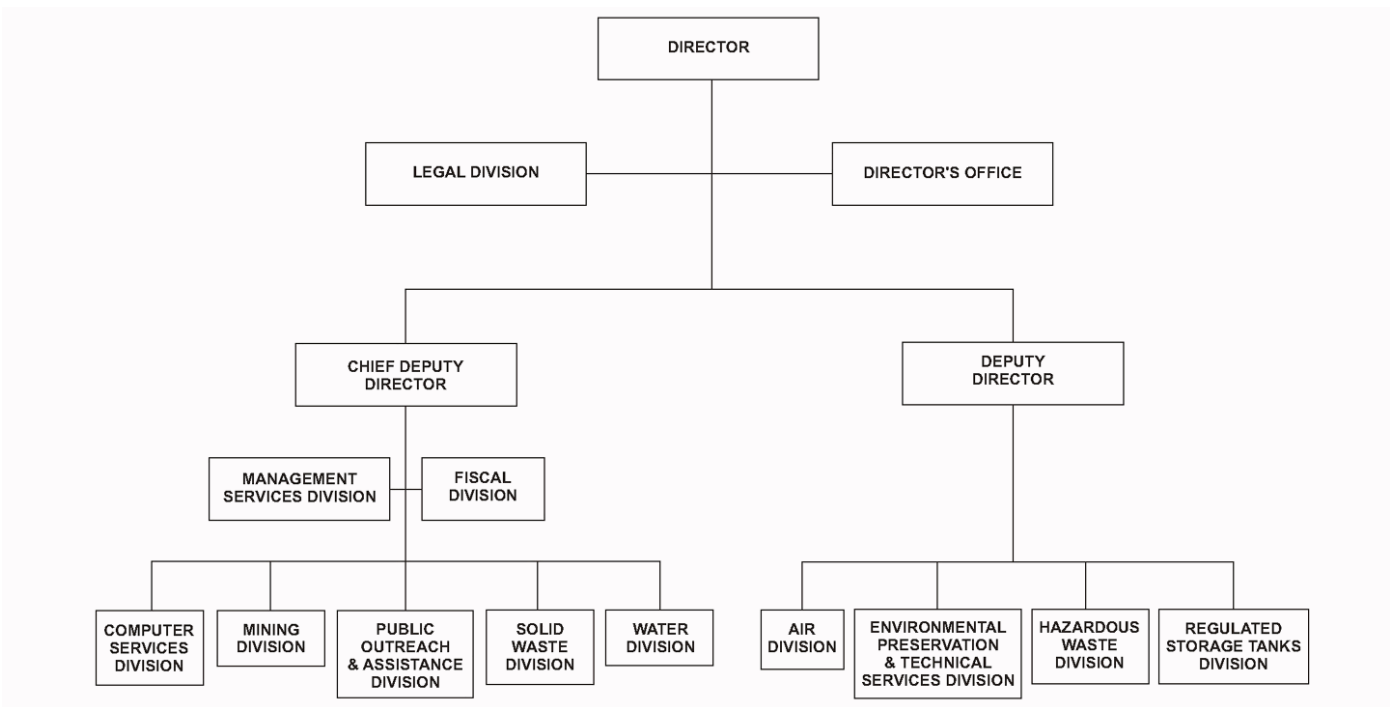 DIRECTOR
LEGAL DIVISION
DIRECTOR'S OFFICE
CHIEF DEPUTY
DIRECTOR
DEPUTY
DIRECTOR
MANAGEMENT
SERVICES DIVISION
FISCAL
DIVISION
COMPUTER
SERVICES
DIVISION
MINING
DIVISION
PUBLIC
OUTREACH
& ASSISTANCE
DIVISION
SOLID
WASTE
DIVISION
WATER
DIVISION
AIR
DIVISION
ENVIRONMENTAL
PRESERVATION
& TECHNICAL
SERVICES DIVISION
HAZARDOUS
WASTE
DIVISION
REGULATED
STORAGE TANKS
DIVISION